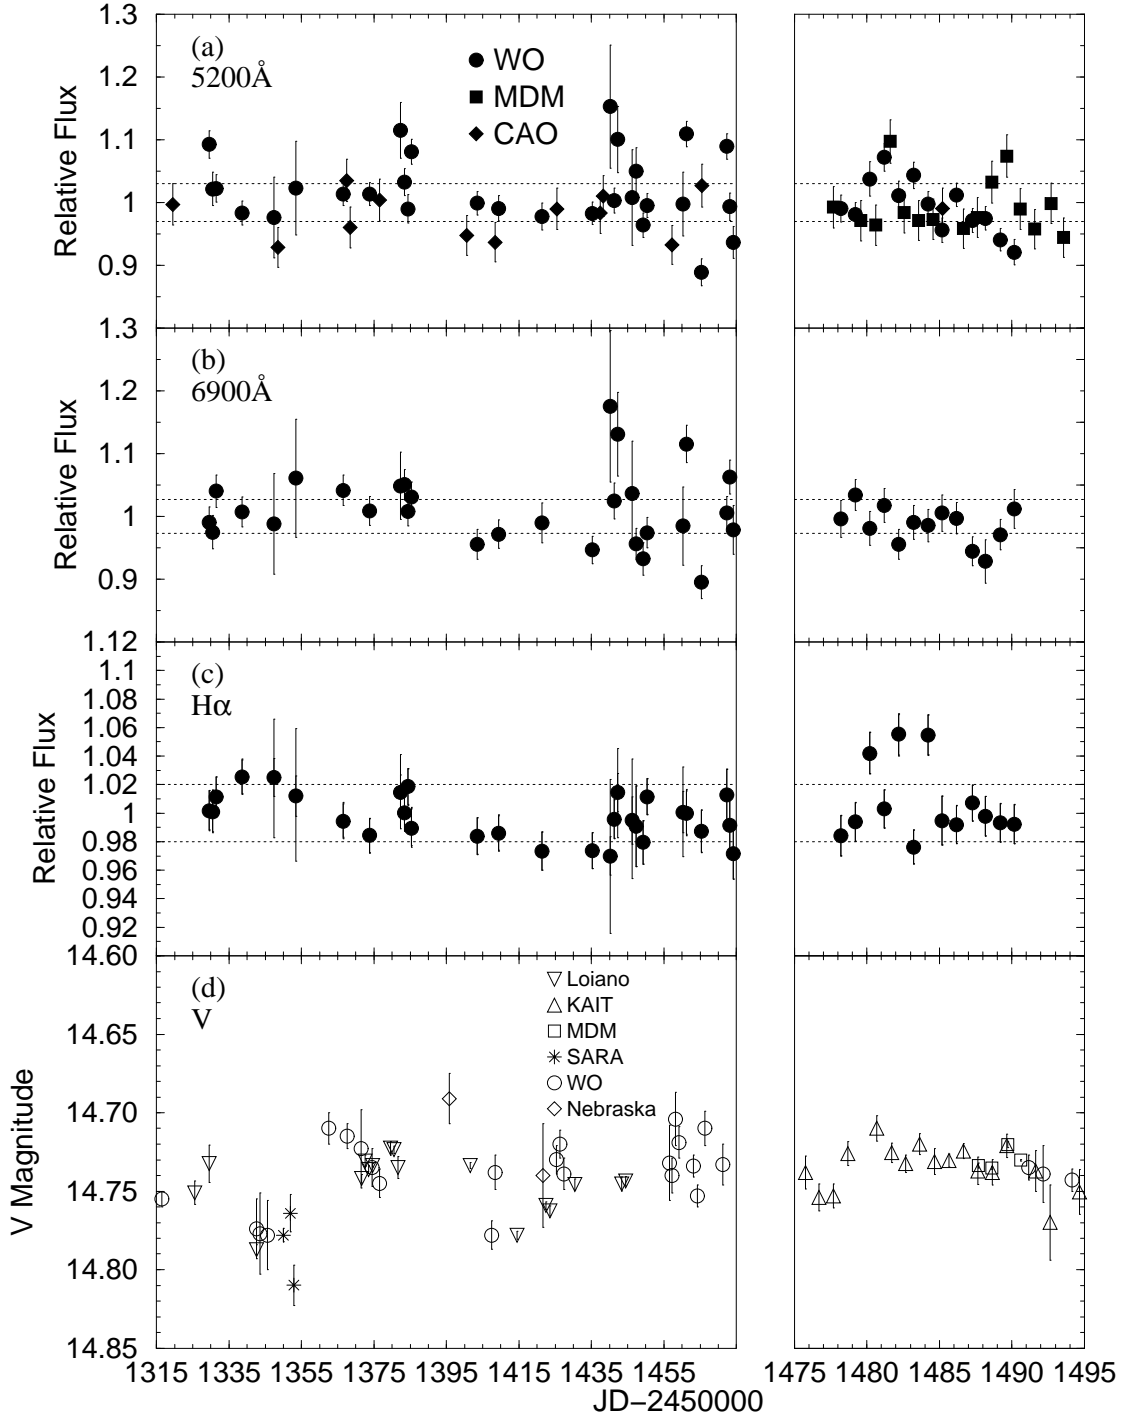 1.3
1.2
1.1
1
0.9
Relative Flux
(a)
5200Å
WO
MDM
CAO
1.3
1.2
1.1
1
0.9
Relative Flux
(b)
6900Å
1.12
1.1
1.08
1.06
1.04
1.02
1
0.98
0.96
0.94
0.92
Relative Flux
(c)
Hα
14.60
14.65
14.70
14.75
14.80
14.85
V Magnitude
(d)
V
Loiano
KAIT
MDM
SARA
WO
Nebraska
1315 1335 1355 1375 1395 1415 1435 1455 1475 1480 1485 1490 1495
JD-2450000